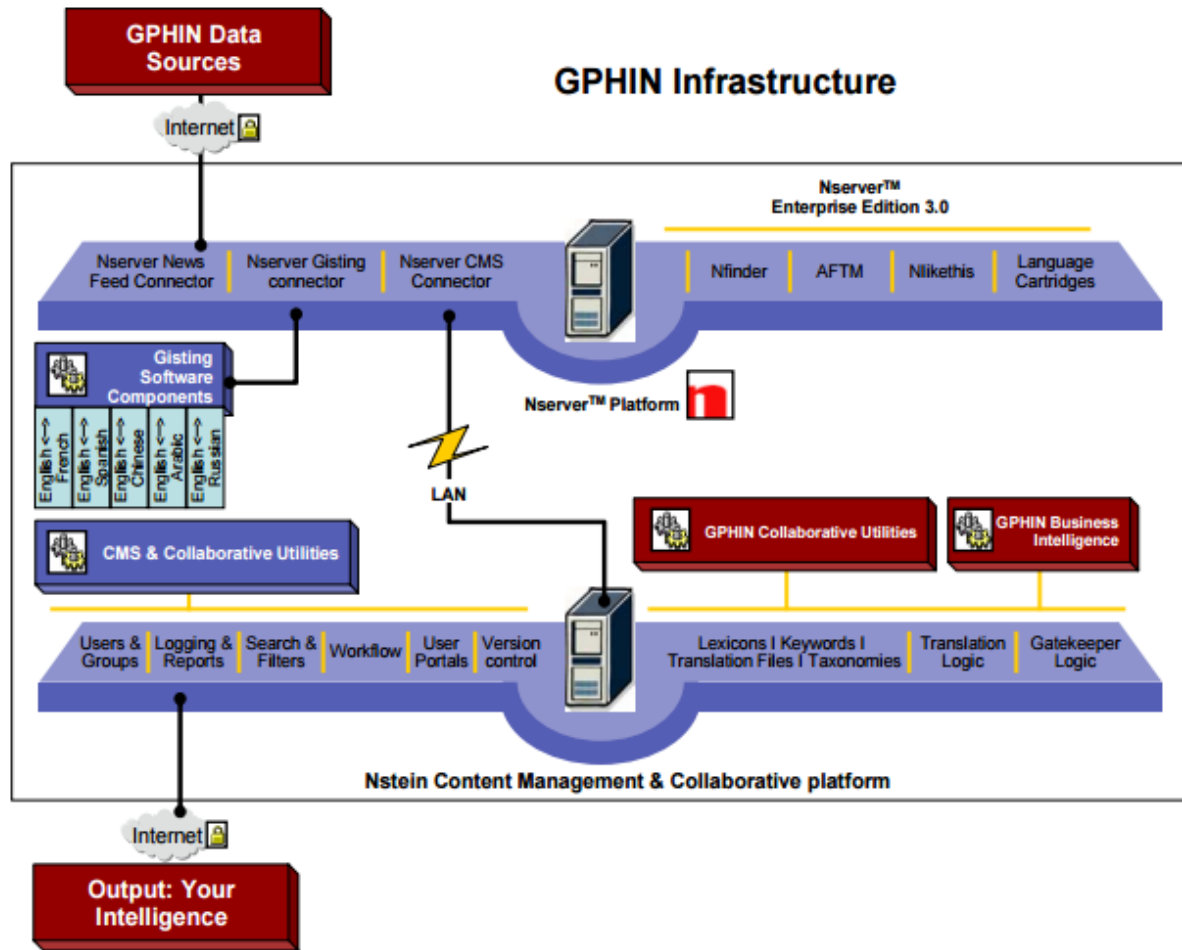 GPHIN Data
Sources
GPHIN Infrastructure
Internet
Nserver™
Enterprise Edition 3.0
Nserver News
Feed Connector
Nserver Gisting
connector
Nserver CMS
Connector
Nfinder
AFTM
Nlikethis
Language
Cartridges
Gisting
Software
Components
English <--->
French
English <--->
Spanish
English <--->
Chinese
English <--->
Arabic
English <--->
Russian
Nserver™ Platform
n
LAN
CMS & Collaborative Utilities
GPHIN Collaborative Utilities
GPHIN Business
Intelligence
Users &
Groups
Logging &
Reports
Search &
Filters
Workflow
User
Portals
Version
control
Lexicons I Keywords I
Translation Files I Taxonomies
Translation
Logic
Gatekeeper
Logic
Nstein Content Management & Collaborative platform
Internet
Output: Your
Intelligence